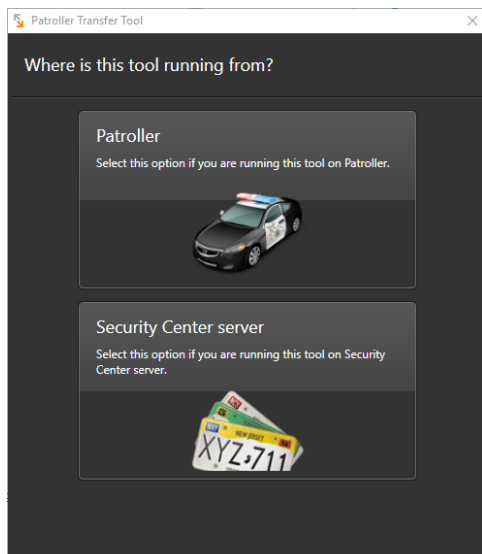 Patroller Transfer Tool
Where is this tool running from?
Patroller
Select this option if you are running this tool on Patroller.
Security Center server
Select this option if you are running this tool on Security
Center server.
NEW JERSEY
XYZ 711